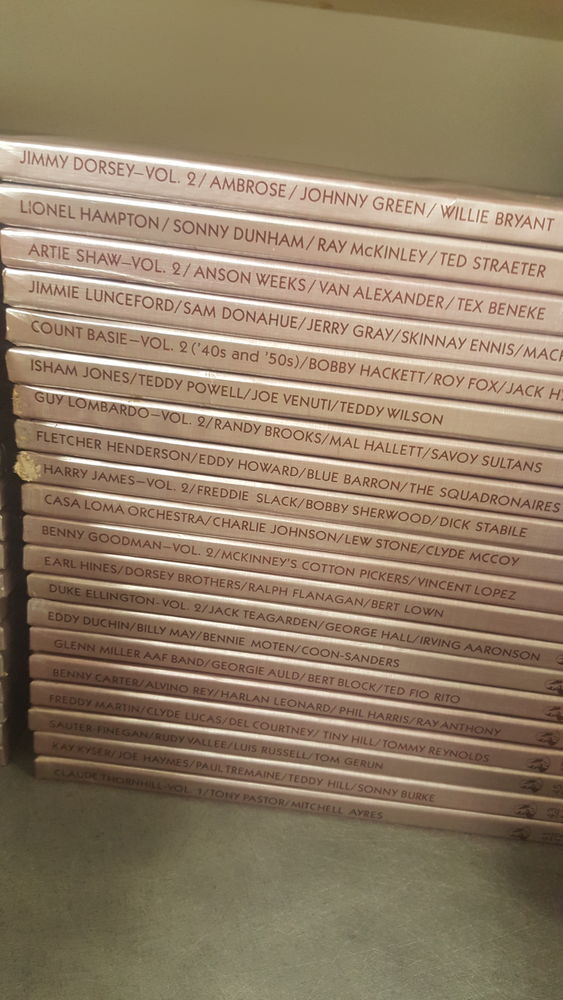 JIMMY DORSEY—VOL. 2/AMBROSE/JOHNNY GREEN/WILLIE BRYANT
LIONEL HAMPTON/SONNY DUNHAM/RAY McKINLEY/TED STRAETER
ARTIE SHAW—VOL. 2/ANSON WEEKS/VAN ALEXANDER/TEX BENEKE
JIMMIE LUNCEFORD/SAM DONAHUE/JERRY GRAY/SKINNAY ENNIS/
COUNT BASIE—VOL. 2 ('40s and '50s)/BOBBY HACKETT/ROY FOX/JACK
ISHAM JONES/TEDDY POWELL/JOE VENUTI/TEDDY WILSON
GUY LOMBARDO—VOL. 2/RANDY BROOKS/MAL HALLETT/SAVOY SULTANS
FLETCHER HENDERSON/EDDY HOWARD/BLUE BARRON/THE SQUADRONAIRES
HARRY JAMES—VOL. 2/FREDDIE SLACK/BOBBY SHERWOOD/DICK STABILE
CASA LOMA ORCHESTRA/CHARLIE JOHNSON/LEW STONE/CLYDE McCOY
BENNY GOODMAN—VOL. 2/McKINNEY'S COTTON PICKERS/VINCENT LOPEZ
EARL HINES/DORSEY BROTHERS/RALPH FLANAGAN/BERT LOWN
DUKE ELLINGTON-VOL. 2/JACK TEAGARDEN/GEORGE HALL/IRVING AARONSON
EDDY DUCHIN/BILLY MAY/BENNIE MOTEN/COON-SANDERS
GLENN MILLER AAF BAND/GEORGIE AULD/BERT BLOCK/TED FIO RITO
BENNY CARTER/ALVINO REY/HARLAN LEONARD/PHIL HARRIS/RAY ANTHONY
FREDDY MARTIN/CLYDE LUCAS/DEL COURTNEY/TINY HILL/TOMMY REYNOLDS
SAUTER-FINEGAN/RUDY VALLEE/LUIS RUSSELL/TOM GERUN
KAY KYSER/JOE HAYMES/PAUL TREMAINE/TEDDY HILL/SONNY BURKE
CLAUDE THORNHILL-VOL. 1/TONY PASTOR/MITCHELL AYRES